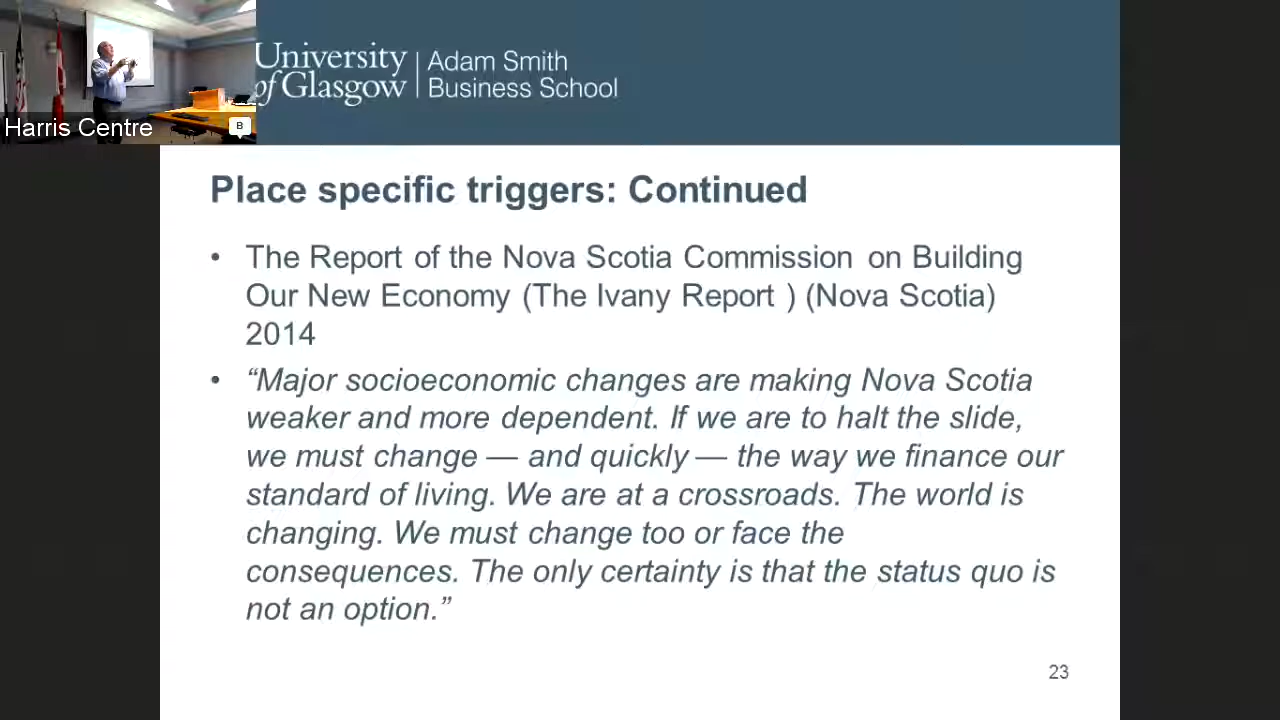 University
of Glasgow
Adam Smith
Business School
Harris Centre
B
Place specific triggers: Continued
• The Report of the Nova Scotia Commission on Building
Our New Economy (The Ivany Report ) (Nova Scotia)
2014
• “Major socioeconomic changes are making Nova Scotia
weaker and more dependent. If we are to halt the slide,
we must change — and quickly — the way we finance our
standard of living. We are at a crossroads. The world is
changing. We must change too or face the
consequences. The only certainty is that the status quo is
not an option.”
23